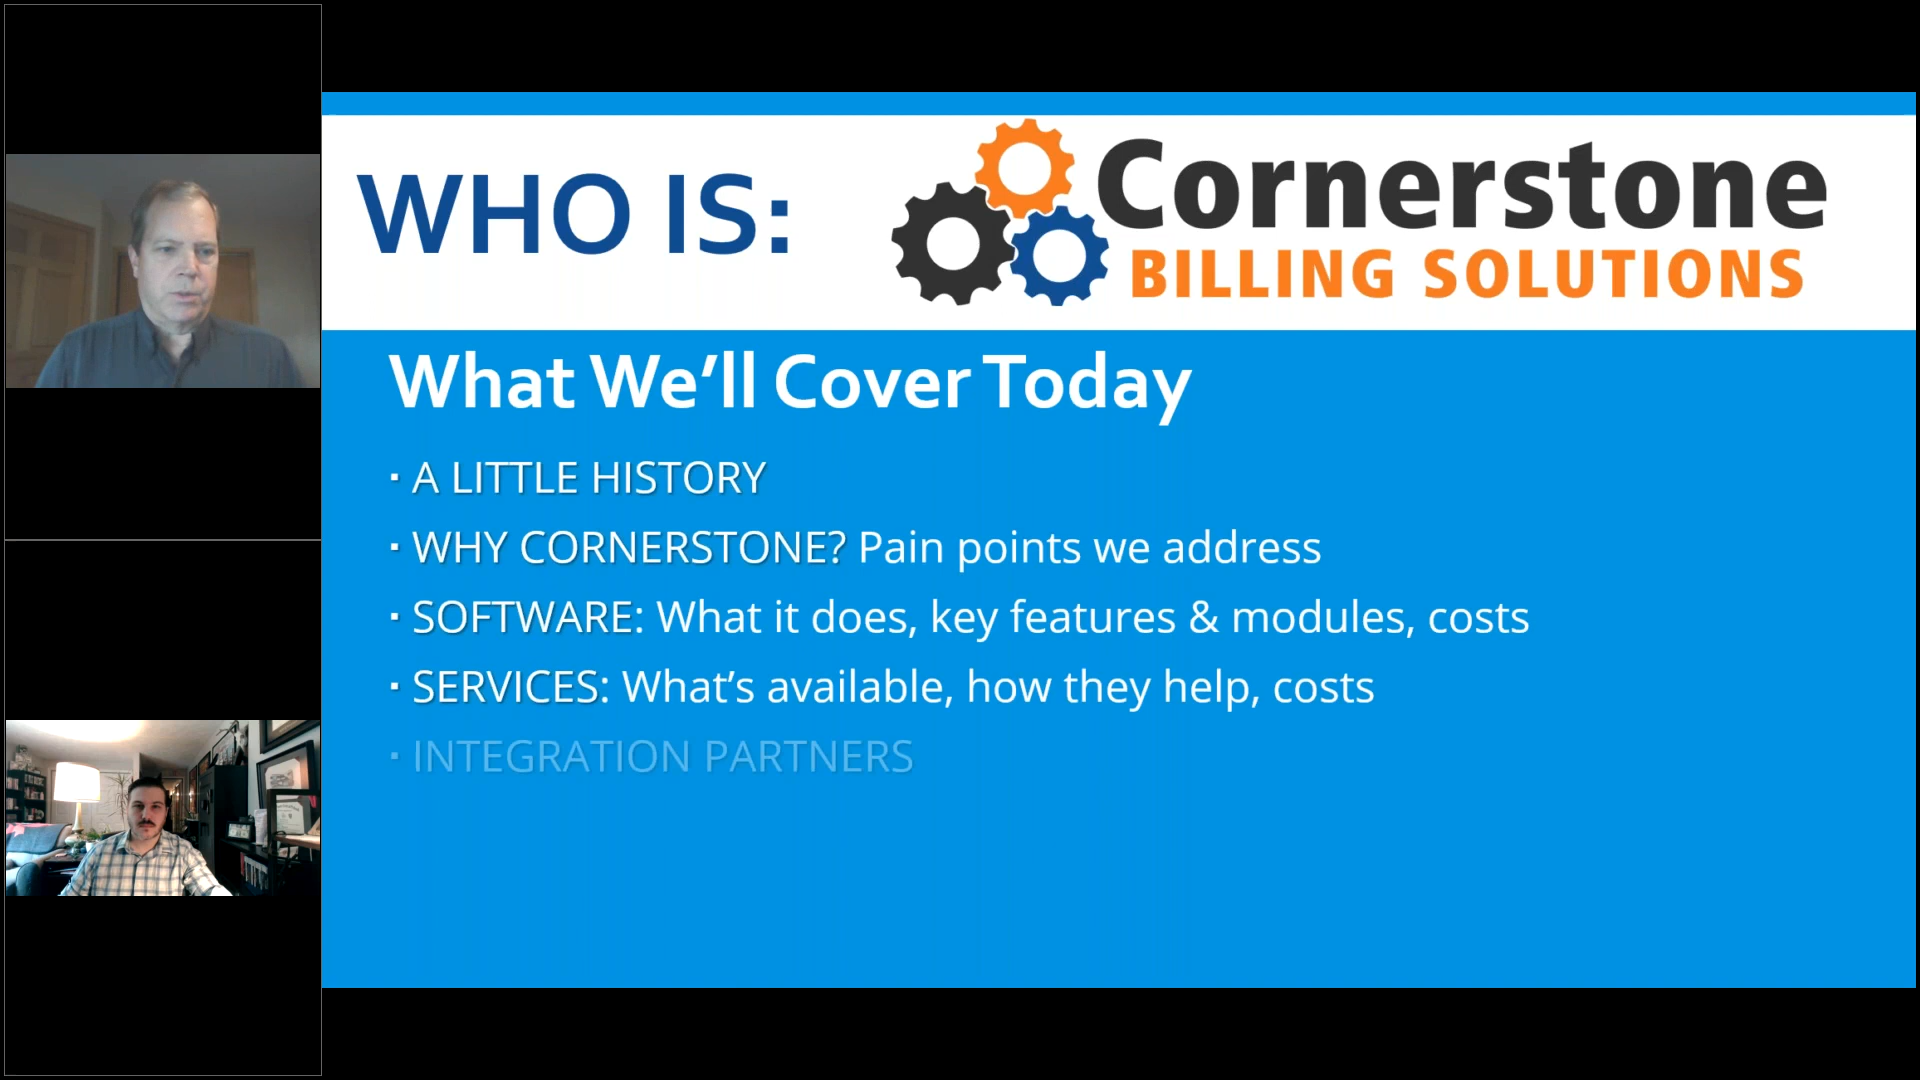 WHO IS:
Cornerstone
BILLING SOLUTIONS
What We’ll Cover Today
▪ A LITTLE HISTORY
▪ WHY CORNERSTONE? Pain points we address
▪ SOFTWARE: What it does, key features & modules, costs
▪ SERVICES: What’s available, how they help, costs
▪ INTEGRATION PARTNERS